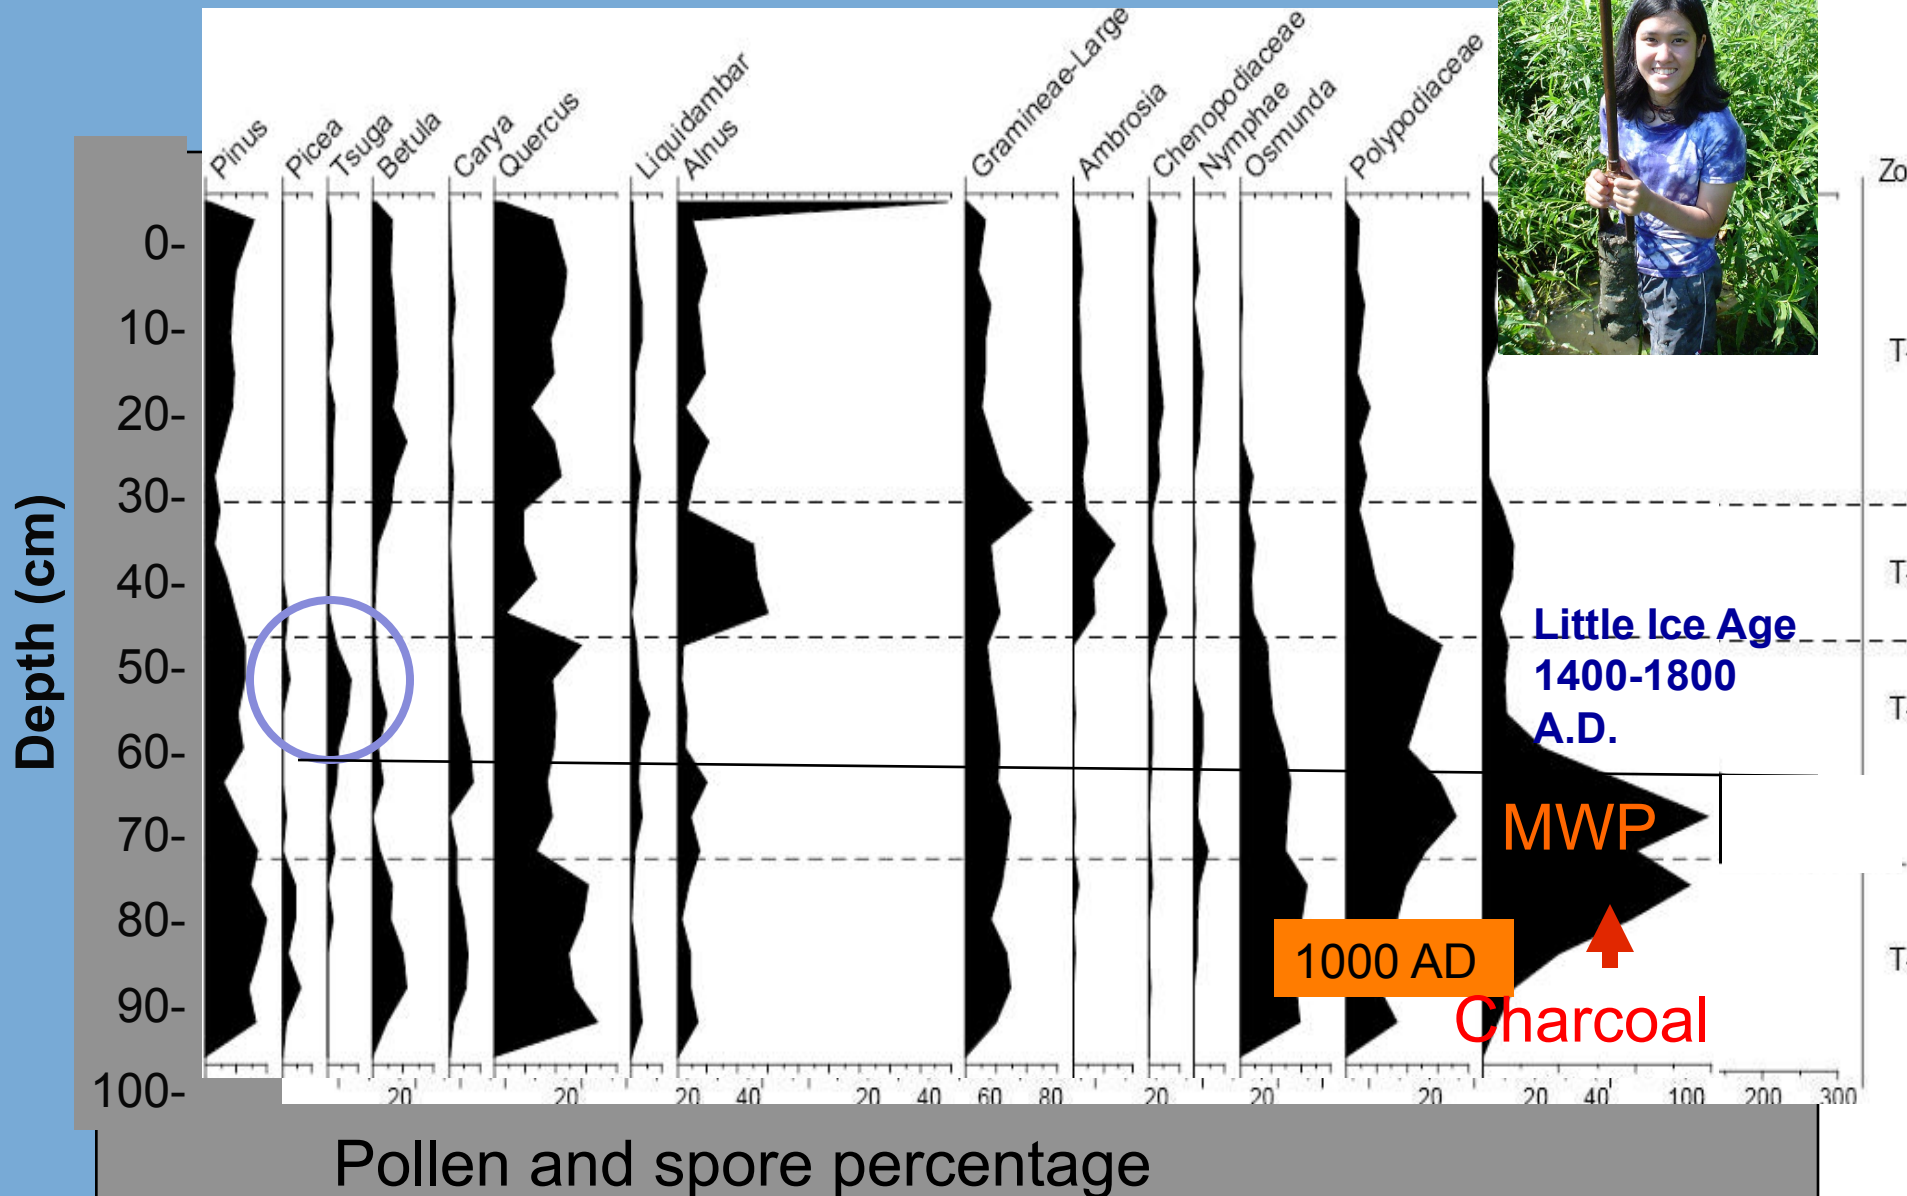 Pinus
Picea
Tsuga
Betula
Carya
Quercus
Liquidambar
Alnus
Gramineae-Large
Ambrosia
Chenopodiaceae
Nymphae
Osmunda
Polypodiaceae
Depth (cm)
0-
10-
20-
30-
40-
50-
60-
70-
80-
90-
100-
Little Ice Age
1400-1800
A.D.
MWP
1000 AD
Charcoal
20 20 20 40 20 40 60 80 20 20 20 20 40 100 200 300
Pollen and spore percentage